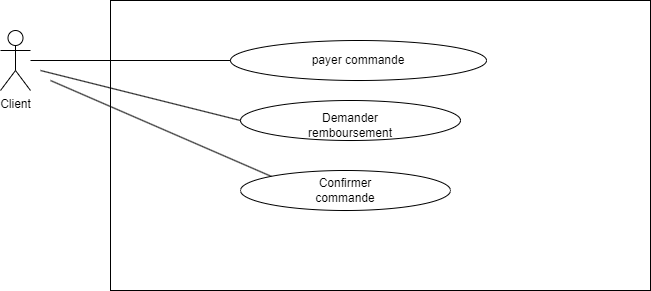 payer commande
Client
Demander
remboursement
Confirmer
commande